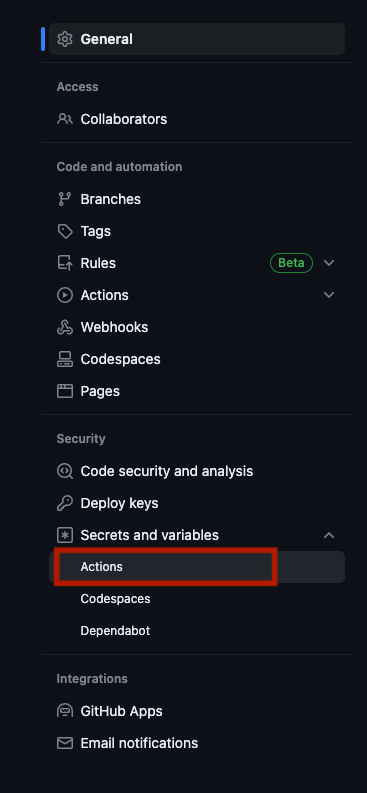 General
Access
Collaborators
Code and automation
Branches
Tags
Rules Beta
Actions
Webhooks
Codespaces
Pages
Security
Code security and analysis
Deploy keys
Secrets and variables
Actions
Codespaces
Dependabot
Integrations
GitHub Apps
Email notifications